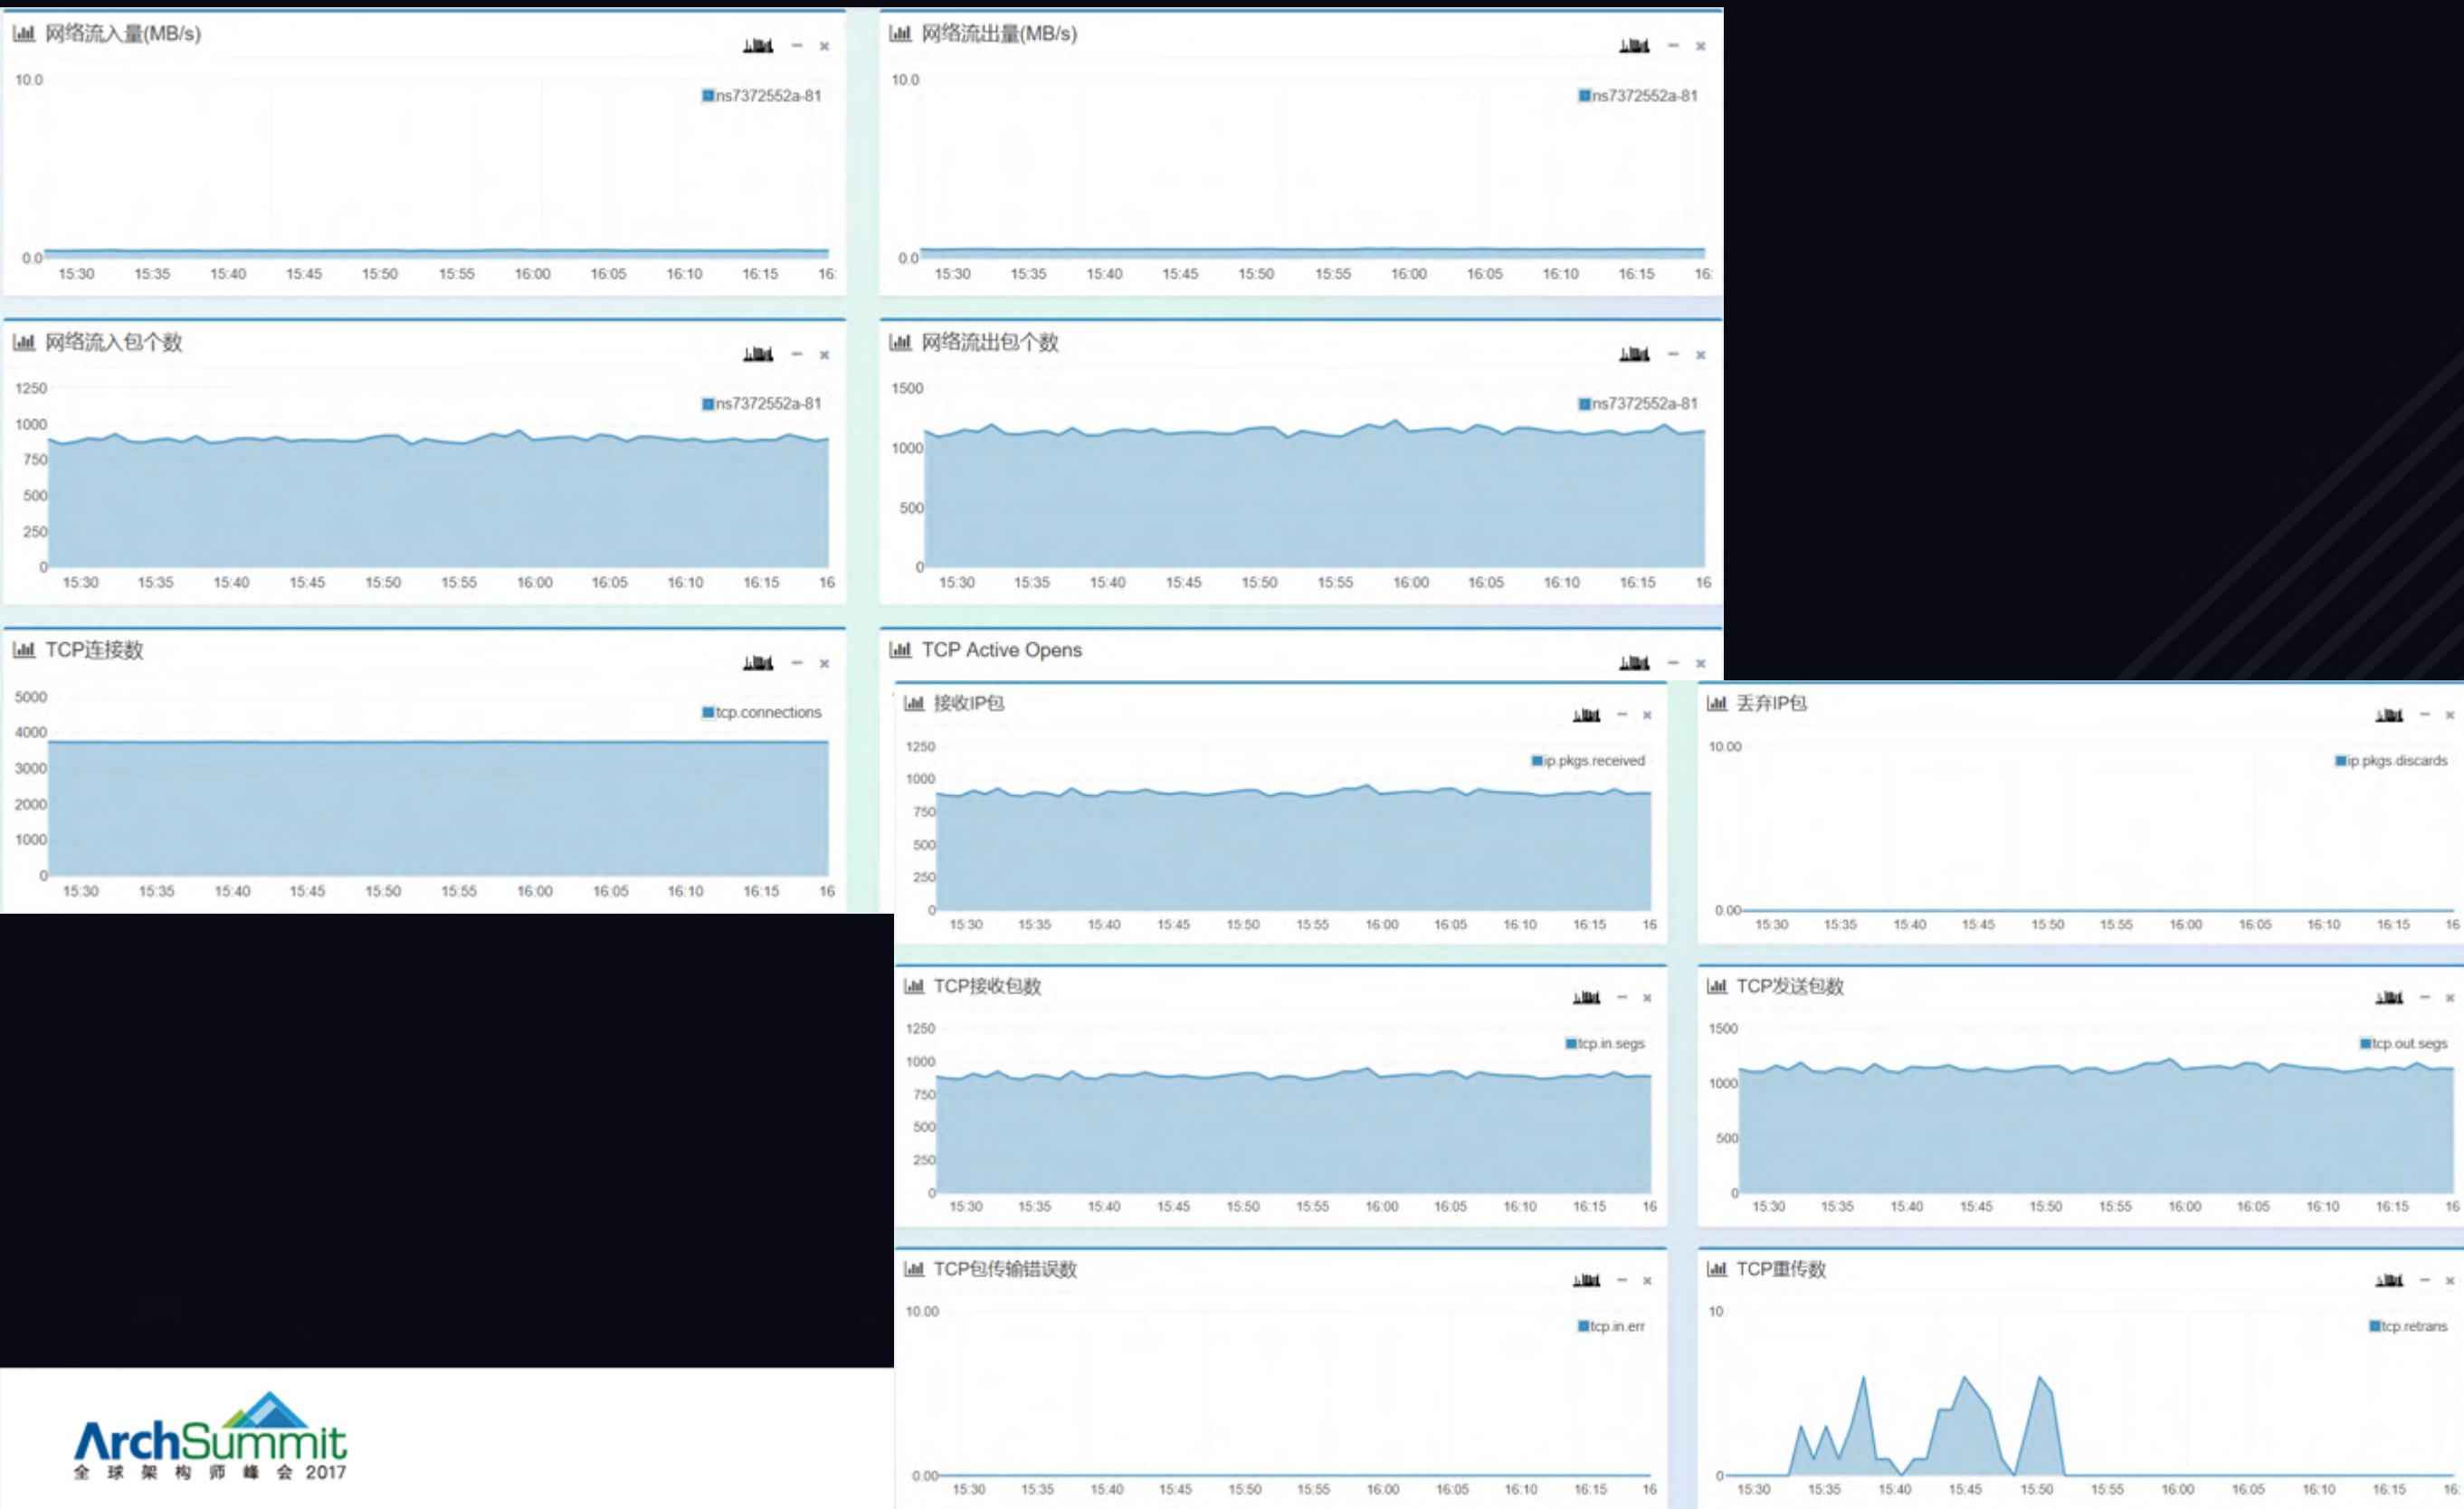 网络流入量(MB/s)
10.0
ns7372552a-81
0.0
15:30 15:35 15:40 15:45 15:50 15:55 16:00 16:05 16:10 16:15 16:
网络流出量(MB/s)
10.0
ns7372552a-81
0.0
15:30 15:35 15:40 15:45 15:50 15:55 16:00 16:05 16:10 16:15 16:
网络流入包个数
1250
ns7372552a-81
1000
750
500
250
0
15:30 15:35 15:40 15:45 15:50 15:55 16:00 16:05 16:10 16:15 16
网络流出包个数
1500
ns7372552a-81
1000
500
0
15:30 15:35 15:40 15:45 15:50 15:55 16:00 16:05 16:10 16:15 16
TCP连接数
5000
tcp.connections
4000
3000
2000
1000
0
15:30 15:35 15:40 15:45 15:50 15:55 16:00 16:05 16:10 16:15 16
TCP Active Opens
接收IP包
1250
ip.pkgs.received
1000
750
500
250
0
15:30 15:35 15:40 15:45 15:50 15:55 16:00 16:05 16:10 16:15 16
丢弃IP包
10.00
ip.pkgs.discards
0.00
15:30 15:35 15:40 15:45 15:50 15:55 16:00 16:05 16:10 16:15 16
TCP接收包数
1250
tcp.in.segs
1000
750
500
250
0
15:30 15:35 15:40 15:45 15:50 15:55 16:00 16:05 16:10 16:15 16
TCP发送包数
1500
tcp.out.segs
1000
500
0
15:30 15:35 15:40 15:45 15:50 15:55 16:00 16:05 16:10 16:15 16
TCP包传输错误数
10.00
tcp.in.err
0.00
15:30 15:35 15:40 15:45 15:50 15:55 16:00 16:05 16:10 16:15 16
TCP重传数
10
tcp.retrans
0
15:30 15:35 15:40 15:45 15:50 15:55 16:00 16:05 16:10 16:15 16
ArchSummit
全球架构师峰会2017